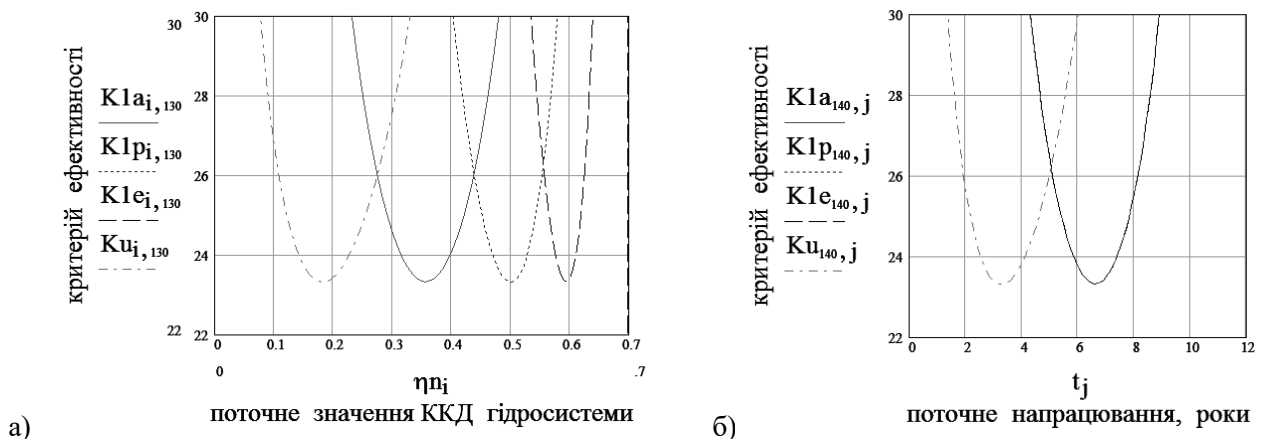 а)
критерій ефективності
K1a i, 130
K1p i, 130
K1e i, 130
Ku i, 130
30
22
30
28
26
24
22
0 0.1 0.2 0.3 0.4 0.5 0.6 0.7
0 .7
ηn i
поточне значення ККД гідросистеми
б)
критерій ефективності
K1a 140, j
K1p 140, j
K1e 140, j
Ku 140, j
30
28
26
24
22
0 2 4 6 8 10 12
t j
поточне напрацювання, роки